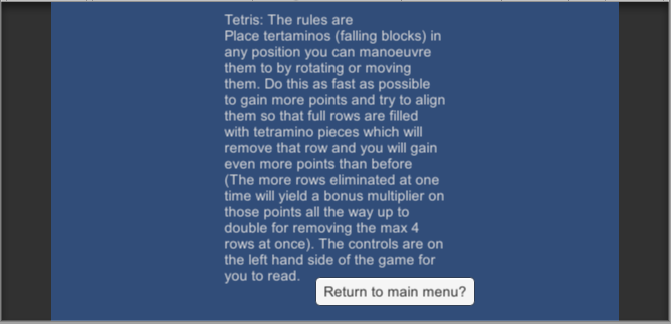 Tetris: The rules are
Place tertaminos (falling blocks) in
any position you can manoeuvre
them to by rotating or moving
them. Do this as fast as possible
to gain more points and try to align
them so that full rows are filled
with tetramino pieces which will
remove that row and you will gain
even more points than before
(The more rows eliminated at one
time will yield a bonus multiplier on
those points all the way up to
double for removing the max 4
rows at once). The controls are on
the left hand side of the game for
you to read.
Return to main menu?